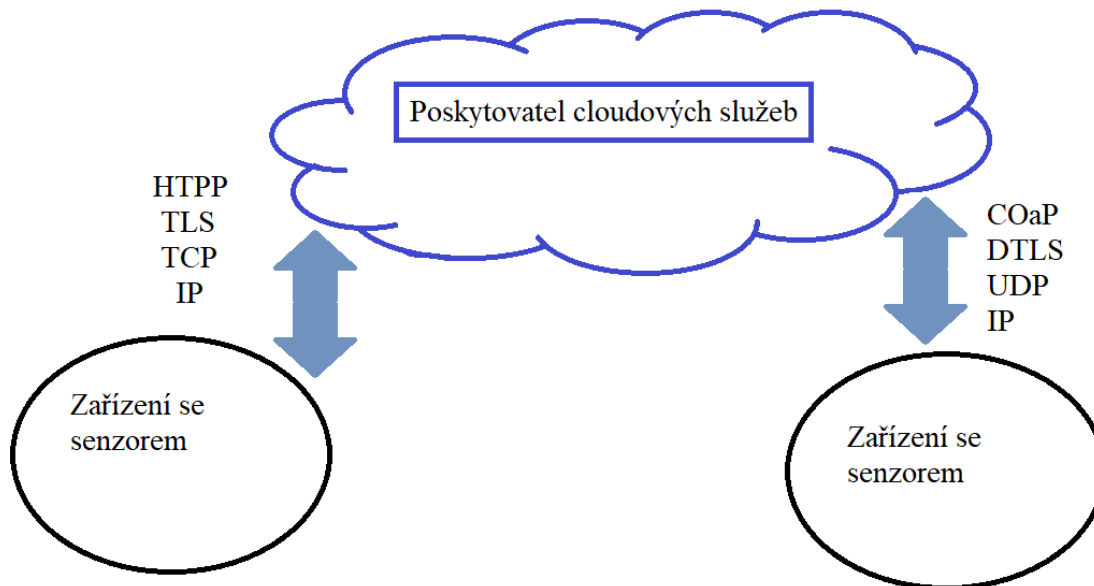 Poskytovatel cloudových služeb
HTPP
TLS
TCP
IP
COaP
DTLS
UDP
IP
Zařízení se
senzorem
Zařízení se
senzorem